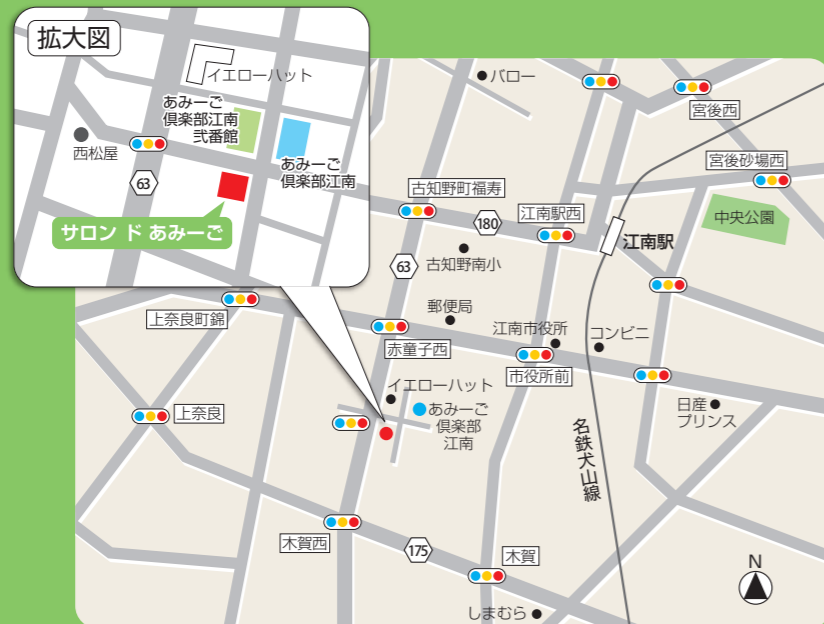 拡大図
イエローハット
あみーご
倶楽部江南
弐番館
西松屋
あみーご
倶楽部江南
63
サロン ド あみーご
バロー
宮後西
宮後砂場西
古知野町福寿
180
江南駅西
中央公園
江南駅
63
古知野南小
上奈良町錦
郵便局
赤童子西
江南市役所
コンビニ
市役所前
イエローハット
あみーご
倶楽部
江南
上奈良
日産
プリンス
名鉄犬山線
木賀西
175
木賀
しまむら
N